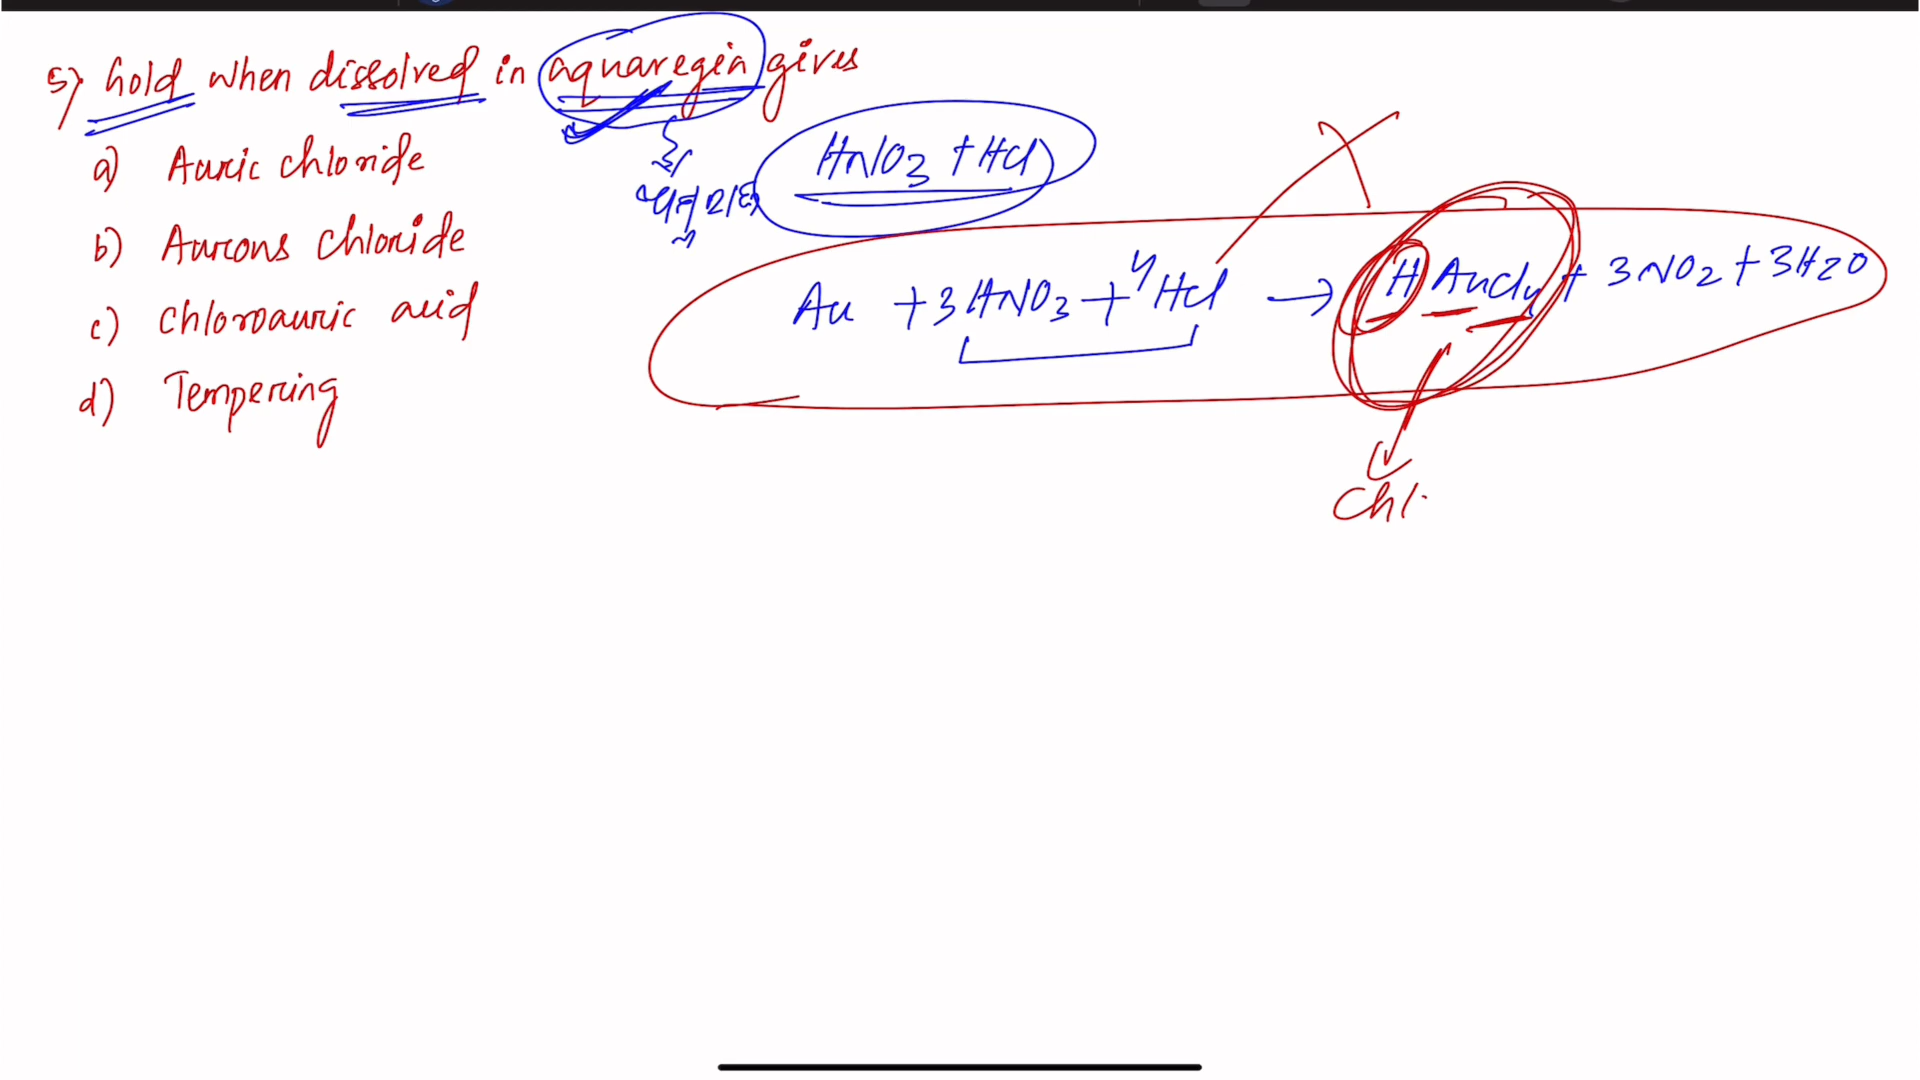 5) Gold when dissolved in aquaregia gives
a) Auric chloride
HNO3 + HCl
b) Aurous chloride
Au + 3HNO3 + 4HCl → HAuCl4 + 3NO2 + 3H2O
c) Chloroauric acid
d) Tempering
Chl